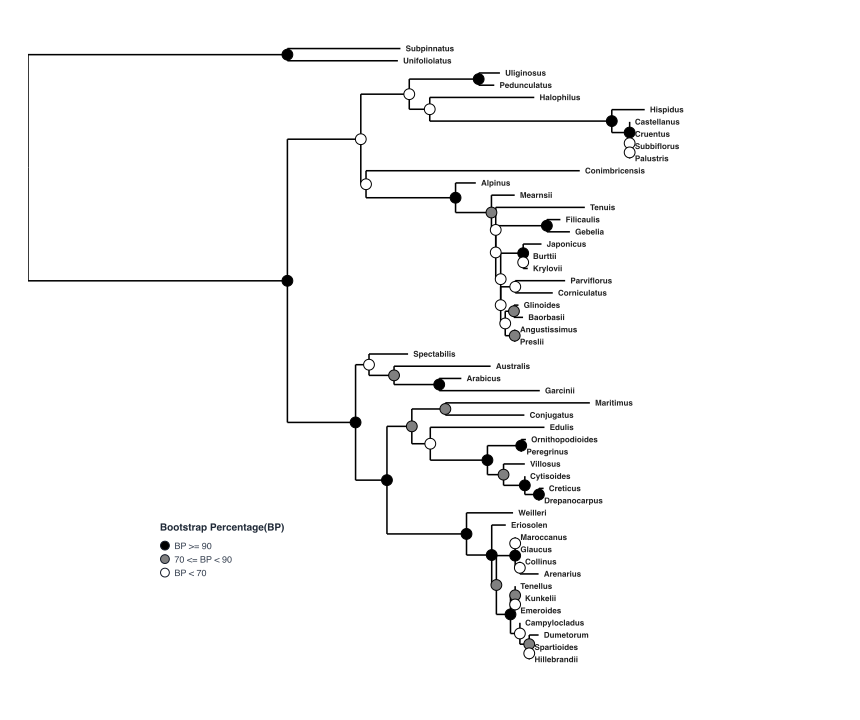 Subpinnatus
Unifoliolatus
Uliginosus
Pedunculatus
Halophilus
Hispidus
Castellanus
Cruentus
Subbiflorus
Palustris
Conimbricensis
Alpinus
Mearnsii
Tenuis
Filicaulis
Gebelia
Japonicus
Burttii
Krylovii
Parviflorus
Corniculatus
Glinoides
Baorbasii
Angustissimus
Preslii
Spectabilis
Australis
Arabicus
Garcinii
Maritimus
Conjugatus
Edulis
Ornithopodioides
Peregrinus
Villosus
Cytisoides
Creticus
Drepanocarpus
Weilleri
Eriosolen
Maroccanus
Glaucus
Collinus
Arenarius
Tenellus
Kunkelii
Emeroides
Campylocladus
Dumetorum
Spartioides
Hillebrandii
Bootstrap Percentage(BP)
BP >= 90
70 <= BP < 90
BP < 70